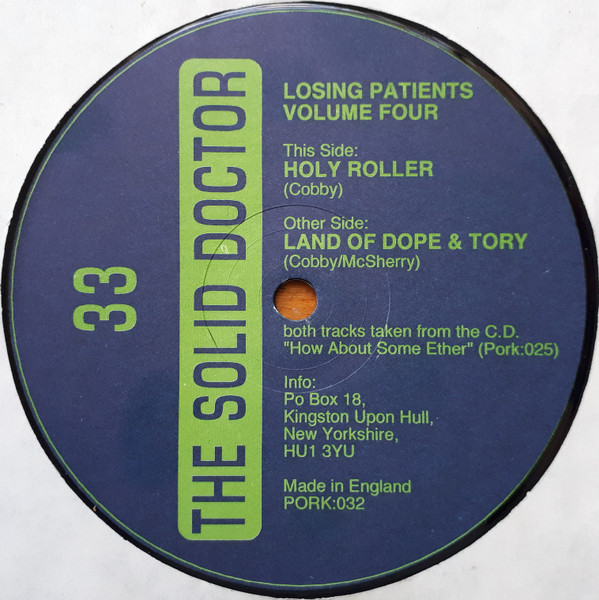 33
THE SOLID DOCTOR
LOSING PATIENTS
VOLUME FOUR
This Side:
HOLY ROLLER
(Cobby)
Other Side:
LAND OF DOPE & TORY
(Cobby/McSherry)
both tracks taken from the C.D.
"How About Some Ether" (Pork:025)
Info:
Po Box 18,
Kingston Upon Hull,
New Yorkshire,
HU1 3YU
Made in England
PORK:032